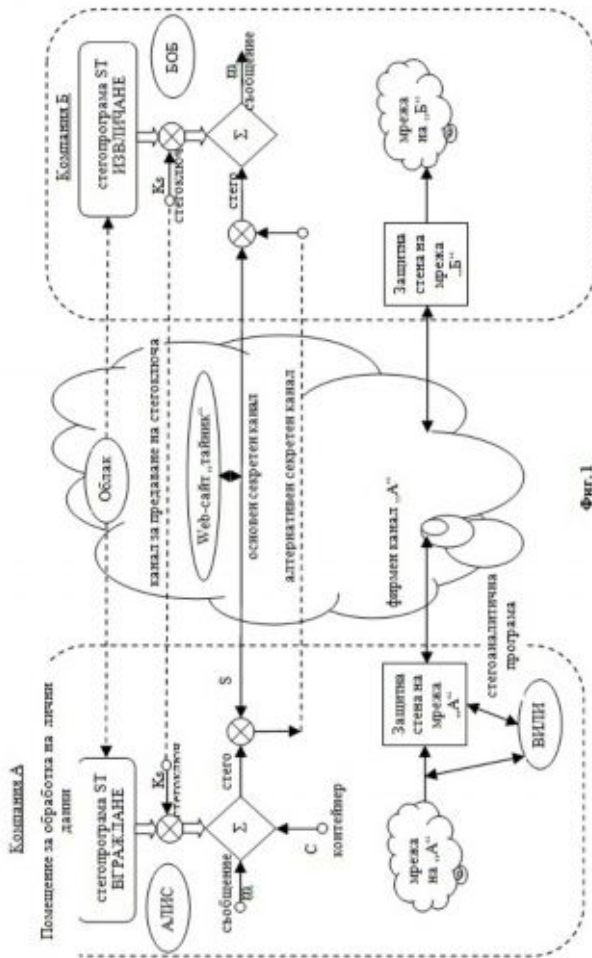 Компания А
Помещение за обработка на лични
данни
стегопрограма ST
ВГРАЖДАНЕ
АЛИС
Ks
стегоключ
съобщение
m
Σ
стего
S
C
контейнер
мрежа
на „А“
Защитна
стена на
мрежа
„А“
ВИЛИ
стегоаналитична
програма
Облак
канал за предаване на стегоключа
Web-сайт „тайник“
основен секретен канал
алтернативен секретен канал
фирмен канал „А“
Компания Б
стегопрограма ST
ИЗВЛИЧАНЕ
БОБ
Ks
стегоключ
стего
Σ
m
съобщение
Защитна
стена на
мрежа
„Б“
мрежа
на „Б“
Фиг.1